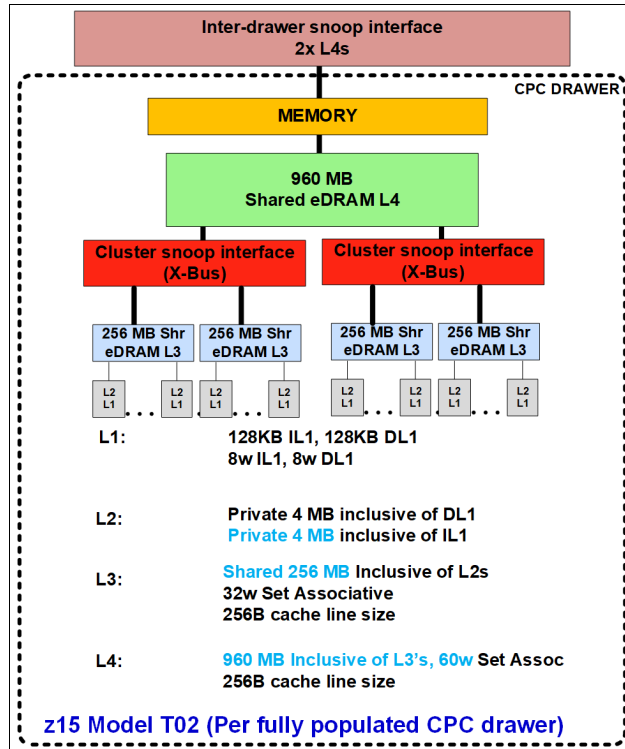 Inter-drawer snoop interface
2x L4s
CPC DRAWER
MEMORY
960 MB
Shared eDRAM L4
Cluster snoop interface
(X-Bus)
Cluster snoop interface
(X-Bus)
256 MB Shr
eDRAM L3
256 MB Shr
eDRAM L3
256 MB Shr
eDRAM L3
256 MB Shr
eDRAM L3
L2
L1
. . .
L2
L1
L2
L1
. . .
L2
L1
L2
L1
. . .
L2
L1
L2
L1
. . .
L2
L1
L1: 128KB IL1, 128KB DL1
8w IL1, 8w DL1
L2: Private 4 MB inclusive of DL1
Private 4 MB inclusive of IL1
L3: Shared 256 MB Inclusive of L2s
32w Set Associative
256B cache line size
L4: 960 MB Inclusive of L3's, 60w Set Assoc
256B cache line size
z15 Model T02 (Per fully populated CPC drawer)